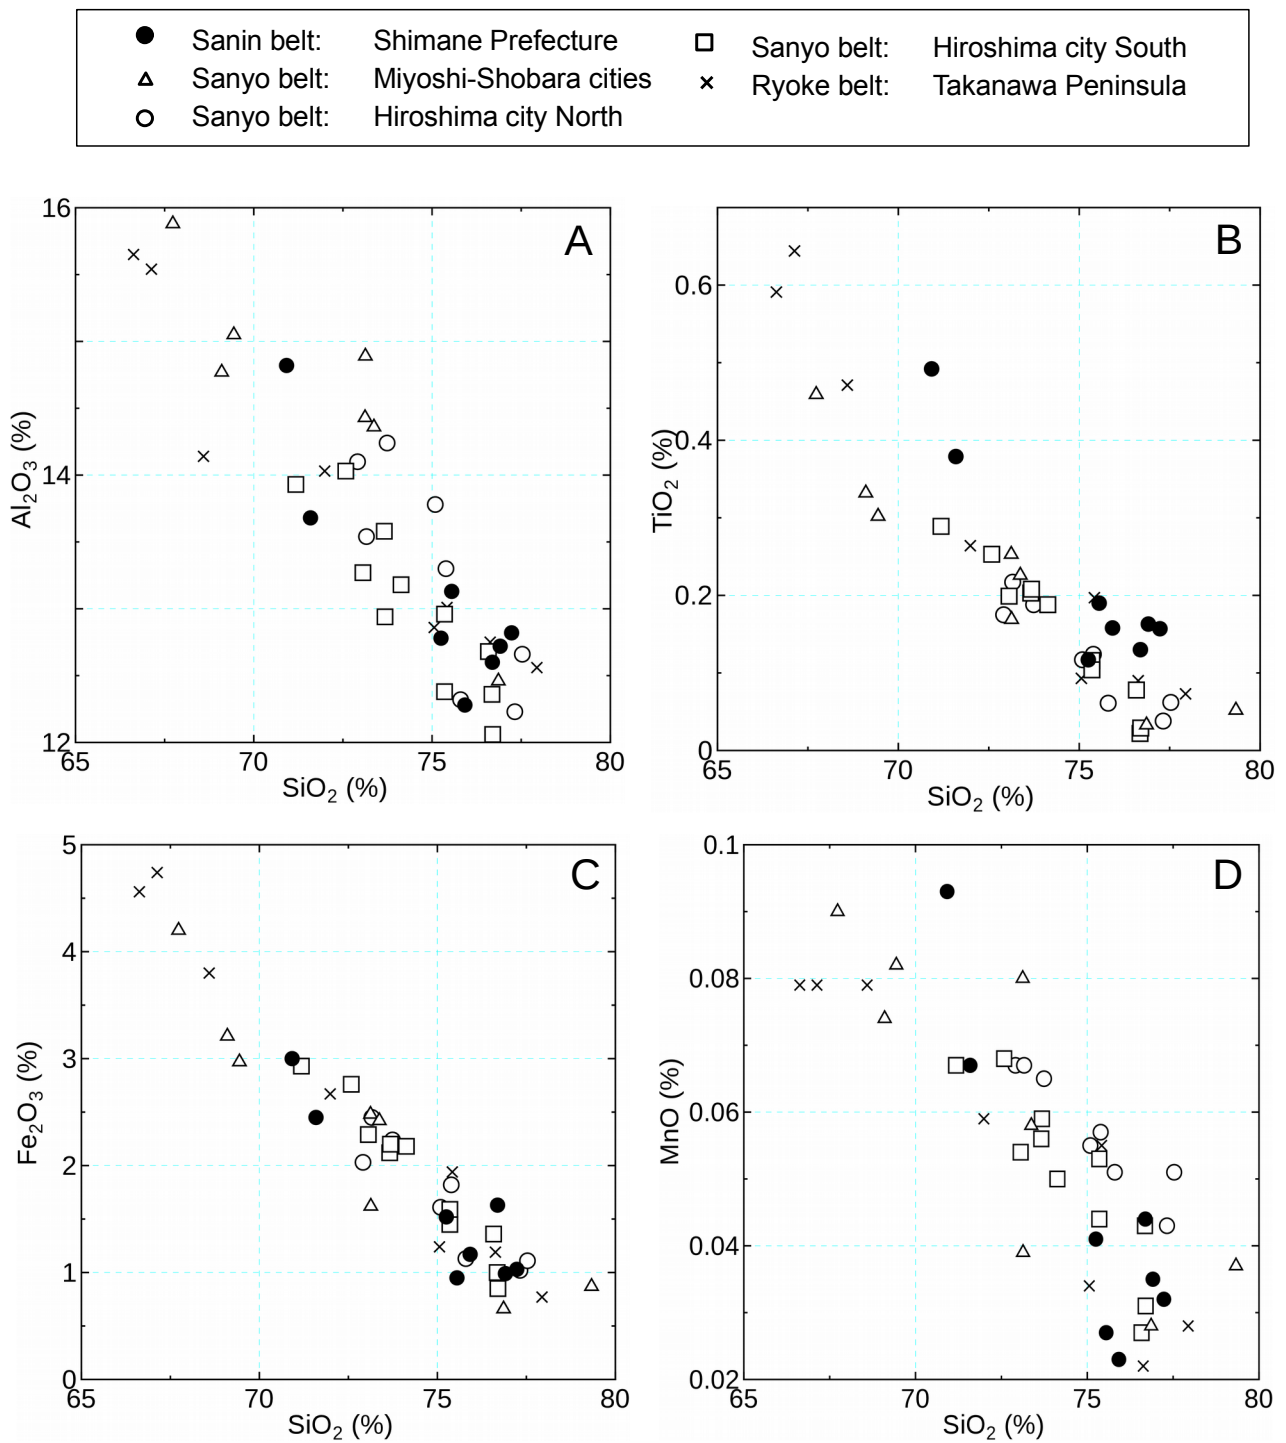 Sanin belt: Shimane Prefecture
Sanyo belt: Miyoshi-Shobara cities
Sanyo belt: Hiroshima city North
Sanyo belt: Hiroshima city South
Ryoke belt: Takanawa Peninsula
A
16
14
12
Al₂O₃ (%)
65 70 75 80
SiO₂ (%)
B
0.6
0.4
0.2
0
TiO₂ (%)
65 70 75 80
SiO₂ (%)
C
5
4
3
2
1
0
Fe₂O₃ (%)
65 70 75 80
SiO₂ (%)
D
0.1
0.08
0.06
0.04
0.02
MnO (%)
65 70 75 80
SiO₂ (%)